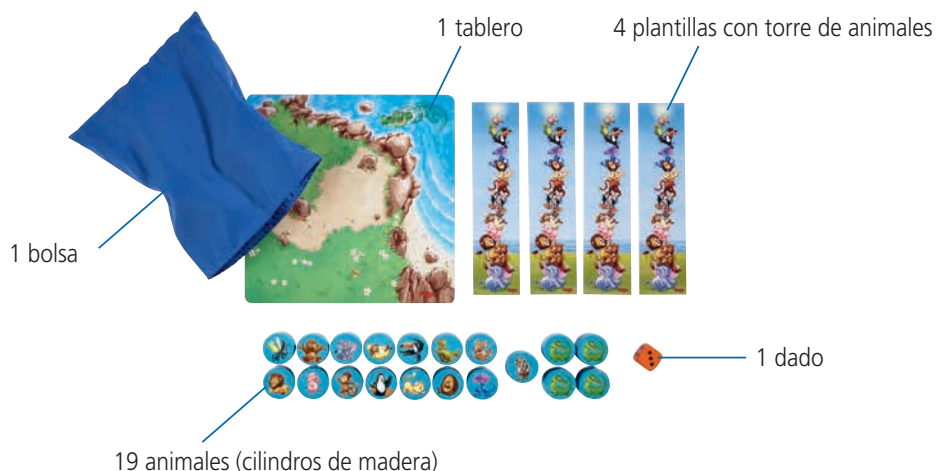 1 tablero
4 plantillas con torre de animales
1 bolsa
1 dado
19 animales (cilindros de madera)